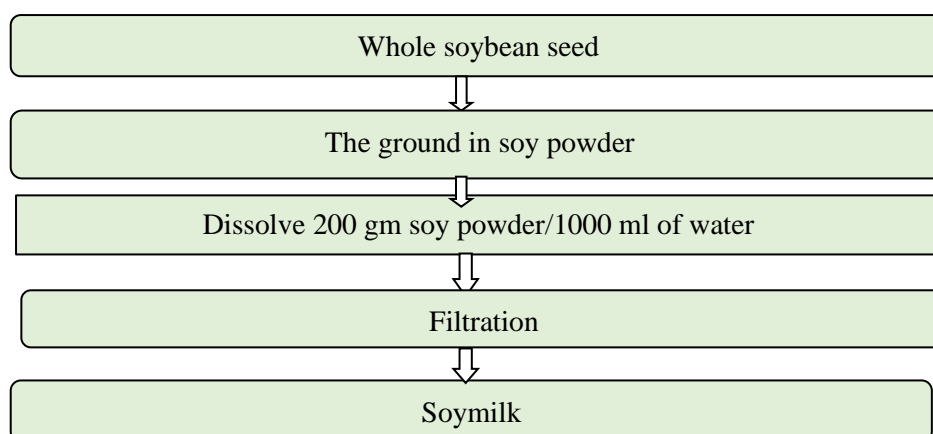 Whole soybean seed
The ground in soy powder
Dissolve 200 gm soy powder/1000 ml of water
Filtration
Soymilk